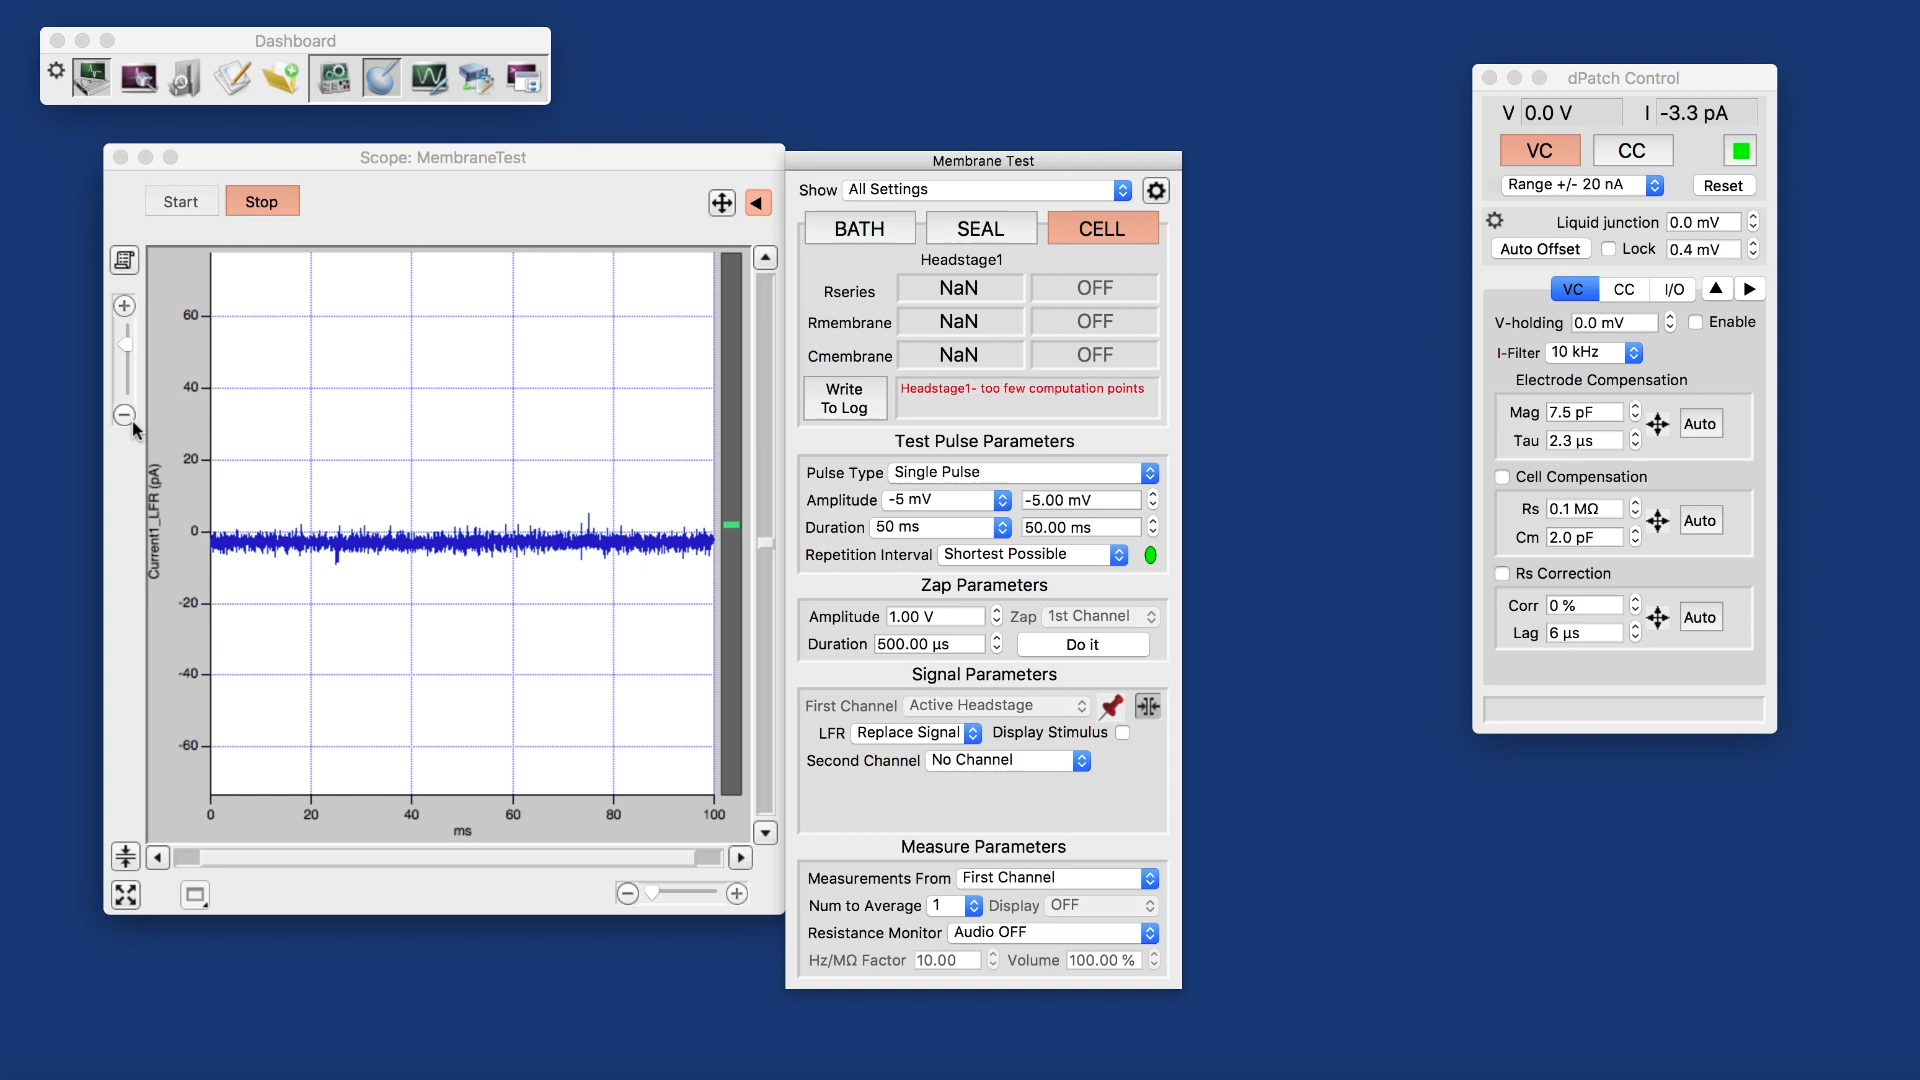 Dashboard
Scope: MembraneTest
Start
Stop
60
40
20
0
-20
-40
-60
Current1_LFR (pA)
0 20 40 60 80 100
ms
Membrane Test
Show All Settings
BATH SEAL CELL
Headstage1
Rseries NaN OFF
Rmembrane NaN OFF
Cmembrane NaN OFF
Write
To Log
Headstage1- too few computation points
Test Pulse Parameters
Pulse Type Single Pulse
Amplitude -5 mV -5.00 mV
Duration 50 ms 50.00 ms
Repetition Interval Shortest Possible
Zap Parameters
Amplitude 1.00 V Zap 1st Channel
Duration 500.00 µs Do it
Signal Parameters
First Channel Active Headstage
LFR Replace Signal Display Stimulus
Second Channel No Channel
Measure Parameters
Measurements From First Channel
Num to Average 1 Display OFF
Resistance Monitor Audio OFF
Hz/MΩ Factor 10.00 Volume 100.00 %
dPatch Control
V 0.0 V I -3.3 pA
VC CC
Range +/- 20 nA Reset
Liquid junction 0.0 mV
Auto Offset Lock 0.4 mV
VC CC I/O
V-holding 0.0 mV Enable
I-Filter 10 kHz
Electrode Compensation
Mag 7.5 pF
Auto
Tau 2.3 µs
Cell Compensation
Rs 0.1 MΩ
Auto
Cm 2.0 pF
Rs Correction
Corr 0 %
Auto
Lag 6 µs